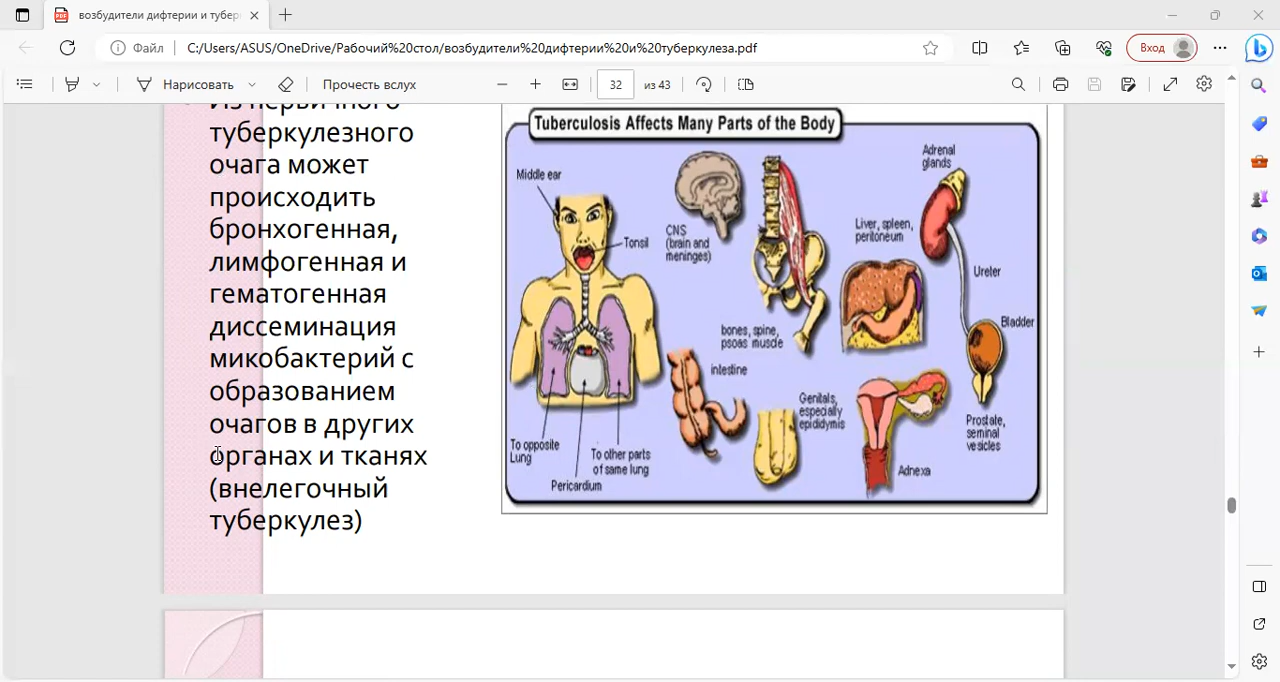 возбудители дифтерии и тубер
Файл
C:/Users/ASUS/OneDrive/Рабочий%20стол/возбудители%20дифтерии%20и%20туберкулеза.pdf
Вход
Нарисовать
Прочесть вслух
32
из 43
Из первичного
туберкулезного
очага может
происходить
бронхогенная,
лимфогенная и
гематогенная
диссеминация
микобактерий с
образованием
очагов в других
органах и тканях
(внелегочный
туберкулез)
Tuberculosis Affects Many Parts of the Body
Middle ear
Tonsil
To opposite
Lung
Pericardium
To other parts
of same lung
CNS
(brain and
meninges)
bones, spine,
psoas muscle
intestine
Genitals,
especially
epididymis
Liver, spleen,
peritoneum
Adrenal
glands
Ureler
Bladder
Prostate,
seminal
vesicles
Adnexa